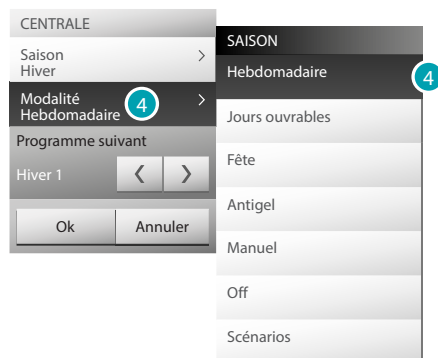 CENTRALE
Saison
Hiver
Modalité
Hebdomadaire
4
Programme suivant
Hiver 1
Ok
Annuler
SAISON
Hebdomadaire
4
Jours ouvrables
Fête
Antigel
Manuel
Off
Scénarios